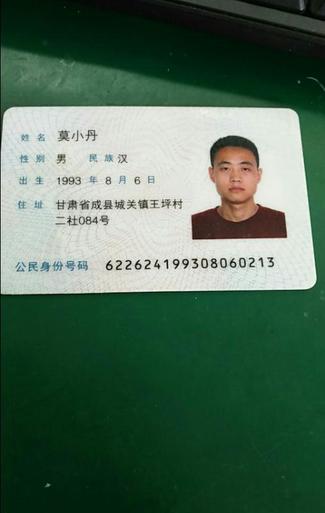 姓名 莫小丹
性别 男 民族 汉
出生 1993 年 8 月 6 日
住址 甘肃省成县城关镇王坪村
二社084号
公民身份号码 622624199308060213